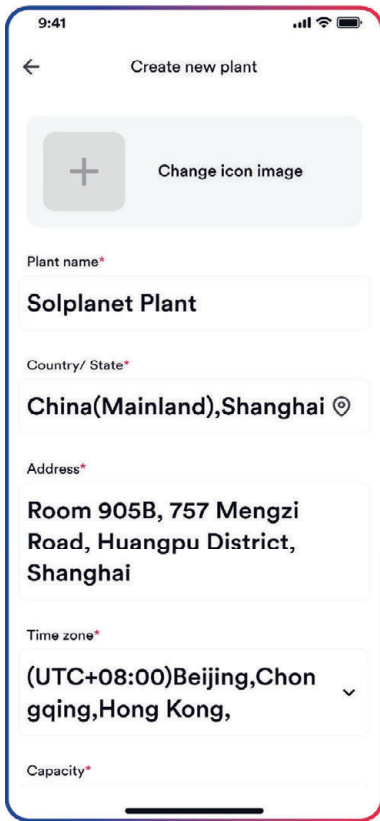 9:41
Create new plant
Change icon image
Plant name*
Solplanet Plant
Country/ State*
China(Mainland),Shanghai
Address*
Room 905B, 757 Mengzi
Road, Huangpu District,
Shanghai
Time zone*
(UTC+08:00)Beijing,Chon
gqing,Hong Kong,
Capacity*